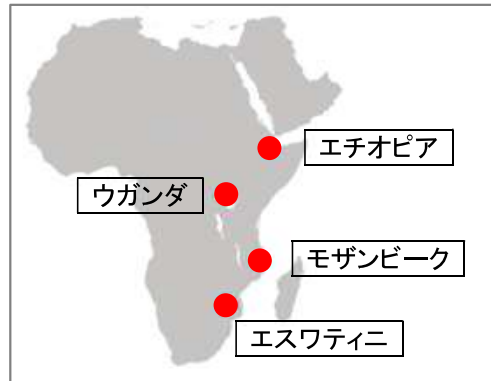 エチオピア
ウガンダ
モザンビーク
エスワティニ